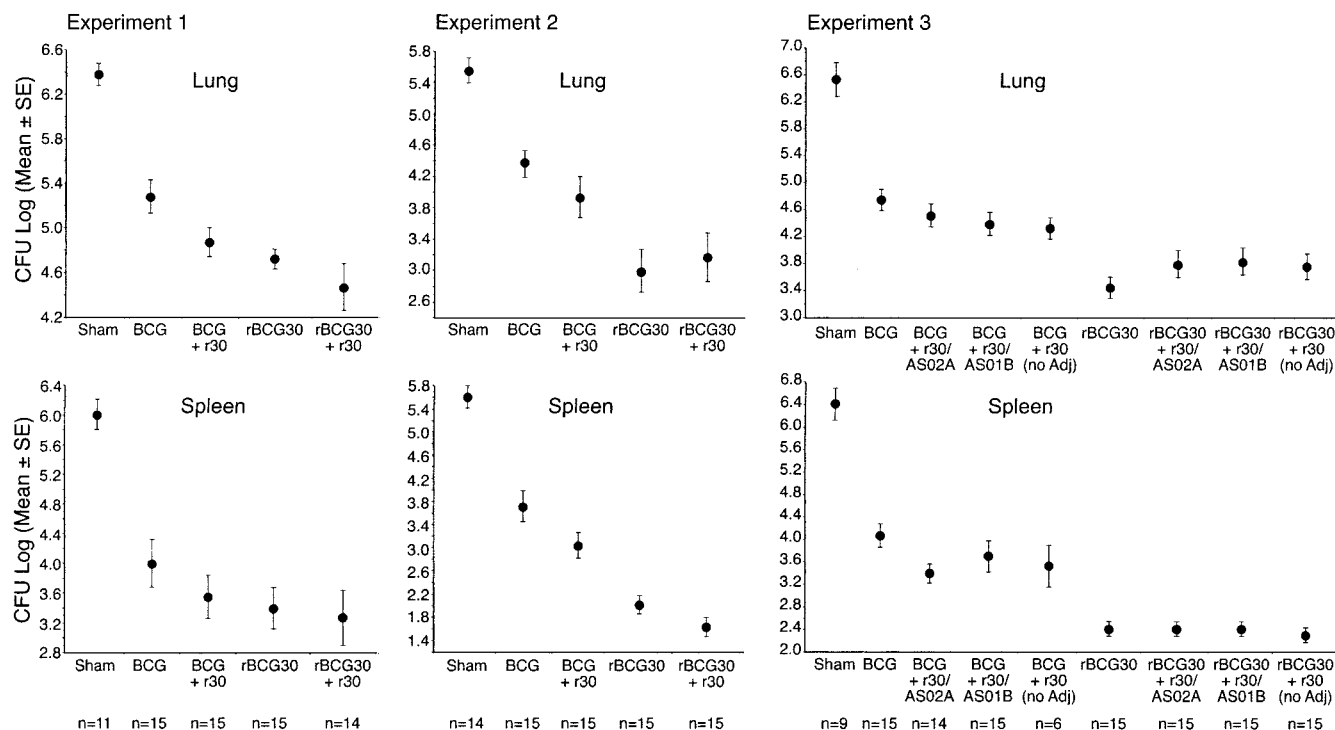 Experiment 1
6.6
6.2
5.8
5.4
5.0
4.6
4.2
CFU Log (Mean ± SE)
Lung
Sham
BCG
BCG
+ r30
rBCG30
rBCG30
+ r30
Experiment 2
5.8
5.4
5.0
4.6
4.2
3.8
3.4
3.0
2.6
Lung
Sham
BCG
BCG
+ r30
rBCG30
rBCG30
+ r30
Experiment 3
7.0
6.6
6.2
5.8
5.4
5.0
4.6
4.2
3.8
3.4
3.0
Lung
Sham
BCG
BCG
+ r30/
AS02A
BCG
+ r30/
AS01B
BCG
+ r30
(no Adj)
rBCG30
rBCG30
+ r30/
AS02A
rBCG30
+ r30/
AS01B
rBCG30
+ r30
(no Adj)
6.4
6.0
5.6
5.2
4.8
4.4
4.0
3.6
3.2
2.8
CFU Log (Mean ± SE)
Spleen
Sham
BCG
BCG
+ r30
rBCG30
rBCG30
+ r30
n=11
n=15
n=15
n=15
n=14
5.8
5.4
5.0
4.6
4.2
3.8
3.4
3.0
2.6
2.2
1.8
1.4
Spleen
Sham
BCG
BCG
+ r30
rBCG30
rBCG30
+ r30
n=14
n=15
n=15
n=15
n=15
6.8
6.4
6.0
5.6
5.2
4.8
4.4
4.0
3.6
3.2
2.8
2.4
2.0
Spleen
Sham
BCG
BCG
+ r30/
AS02A
BCG
+ r30/
AS01B
BCG
+ r30
(no Adj)
rBCG30
rBCG30
+ r30/
AS02A
rBCG30
+ r30/
AS01B
rBCG30
+ r30
(no Adj)
n=9
n=15
n=14
n=15
n=6
n=15
n=15
n=15
n=15